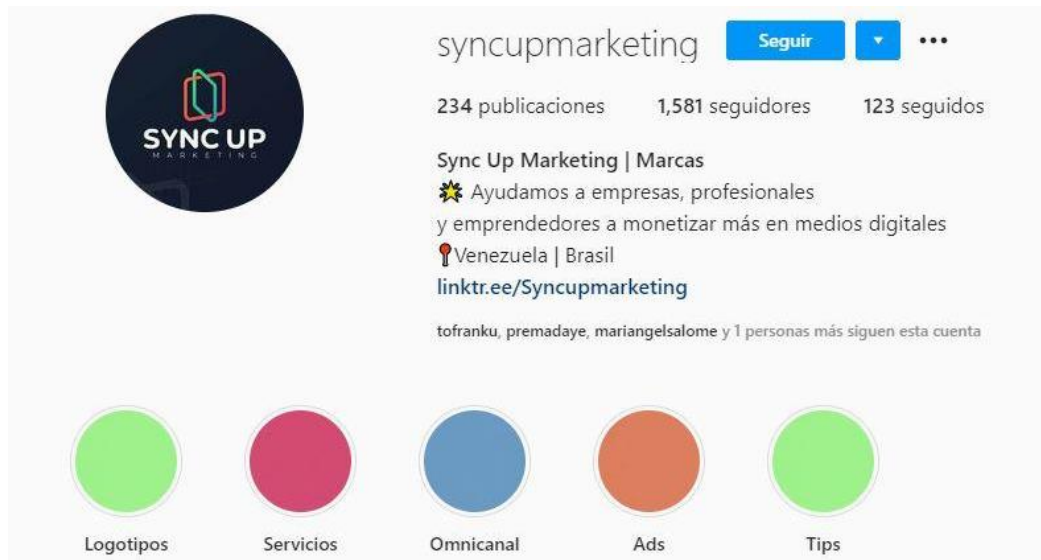 SYNC UP
MARKETING
syncupmarketing Seguir
234 publicaciones 1,581 seguidores 123 seguidos
Sync Up Marketing | Marcas
Ayudamos a empresas, profesionales
y emprendedores a monetizar más en medios digitales
Venezuela | Brasil
linktr.ee/Syncupmarketing
tofranku, premadaye, mariangelsalome y 1 personas más siguen esta cuenta
Logotipos Servicios Omnicanal Ads Tips